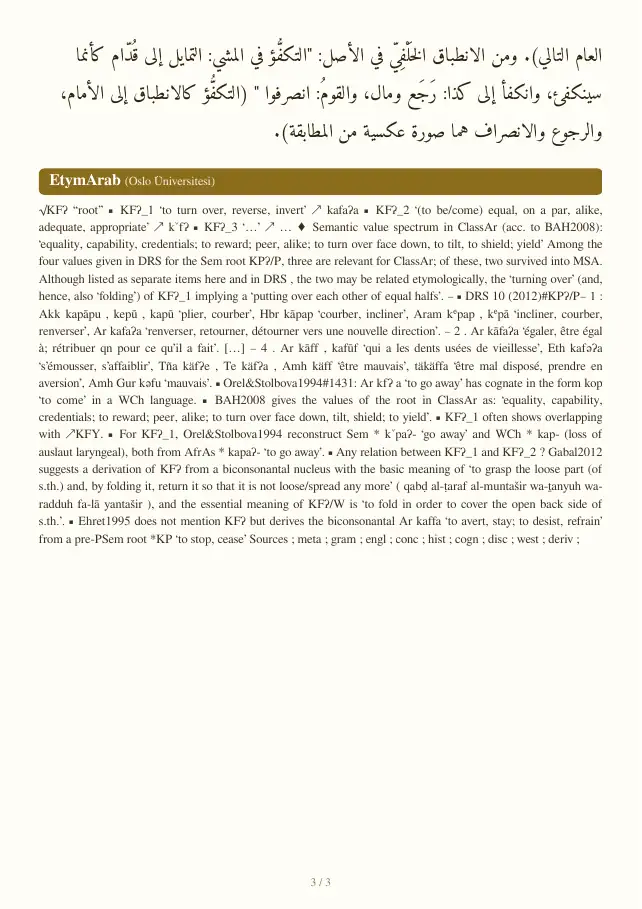 العام التالي). ومن الانطباق الخَلْفِيّ في الأصل: "التكفُّؤ في المشي: التمايل إلى قُدّام كأنما
سينكفئ، وانكفأ إلى كذا: رَجَع ومال، والقومُ: انصرفوا " (التكفُّؤ كالانطباق إلى الأمام،
والرجوع والانصراف هما صورة عكسية من المطابقة).
EtymArab (Oslo Üniversitesi)
√KFʔ “root” ▪ KFʔ_1 ‘to turn over, reverse, invert’ ↗ kafaʔa ▪ KFʔ_2 ‘(to be/come) equal, on a par, alike,
adequate, appropriate’ ↗ kˇfʔ ▪ KFʔ_3 ‘…’ ↗ … ♦ Semantic value spectrum in ClassAr (acc. to BAH2008):
‘equality, capability, credentials; to reward; peer, alike; to turn over face down, to tilt, to shield; yield’ Among the
four values given in DRS for the Sem root KPʔ/P, three are relevant for ClassAr; of these, two survived into MSA.
Although listed as separate items here and in DRS , the two may be related etymologically, the ‘turning over’ (and,
hence, also ‘folding’) of KFʔ_1 implying a ‘putting over each other of equal halfs’. – ▪ DRS 10 (2012)#KPʔ/P– 1 :
Akk kapāpu , kepû , kapû ‘plier, courber’, Hbr kāpap ‘courber, incliner’, Aram kᵉpap , kᵉpā ‘incliner, courber,
renverser’, Ar kafaʔa ‘renverser, retourner, détourner vers une nouvelle direction’. – 2 . Ar kāfaʔa ‘égaler, être égal
à; rétribuer qn pour ce qu’il a fait’. […] – 4 . Ar kāff , kafūf ‘qui a les dents usées de vieillesse’, Eth kafəʔa
‘s’émousser, s’affaiblir’, Tña käfʔe , Te käfʔa , Amh käff ‘être mauvais’, täkäffa ‘être mal disposé, prendre en
aversion’, Amh Gur kəfu ‘mauvais’. ▪ Orel&Stolbova1994#1431: Ar kfʔ a ‘to go away’ has cognate in the form kop
‘to come’ in a WCh language. ▪ BAH2008 gives the values of the root in ClassAr as: ‘equality, capability,
credentials; to reward; peer, alike; to turn over face down, tilt, shield; to yield’. ▪ KFʔ_1 often shows overlapping
with ↗KFY. ▪ For KFʔ_1, Orel&Stolbova1994 reconstruct Sem * kˇpaʔ- ‘go away’ and WCh * kap- (loss of
auslaut laryngeal), both from AfrAs * kapaʔ- ‘to go away’. ▪ Any relation between KFʔ_1 and KFʔ_2 ? Gabal2012
suggests a derivation of KFʔ from a biconsonantal nucleus with the basic meaning of ‘to grasp the loose part (of
s.th.) and, by folding it, return it so that it is not loose/spread any more’ ( qabḍ al-ṭaraf al-muntašir wa-ṯanyuh wa-
radduh fa-lā yantašir ), and the essential meaning of KFʔ/W is ‘to fold in order to cover the open back side of
s.th.’. ▪ Ehret1995 does not mention KFʔ but derives the biconsonantal Ar kaffa ‘to avert, stay; to desist, refrain’
from a pre-PSem root *KP ‘to stop, cease’ Sources ; meta ; gram ; engl ; conc ; hist ; cogn ; disc ; west ; deriv ;
3 / 3